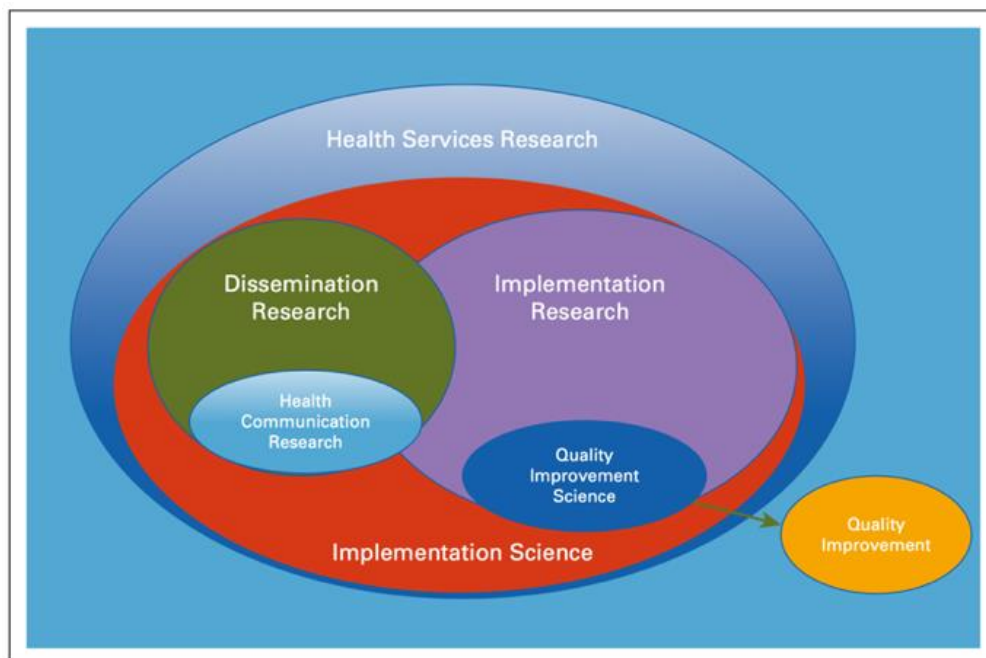 Health Services Research
Dissemination
Research
Implementation
Research
Health
Communication
Research
Quality
Improvement
Science
Implementation Science
Quality
Improvement